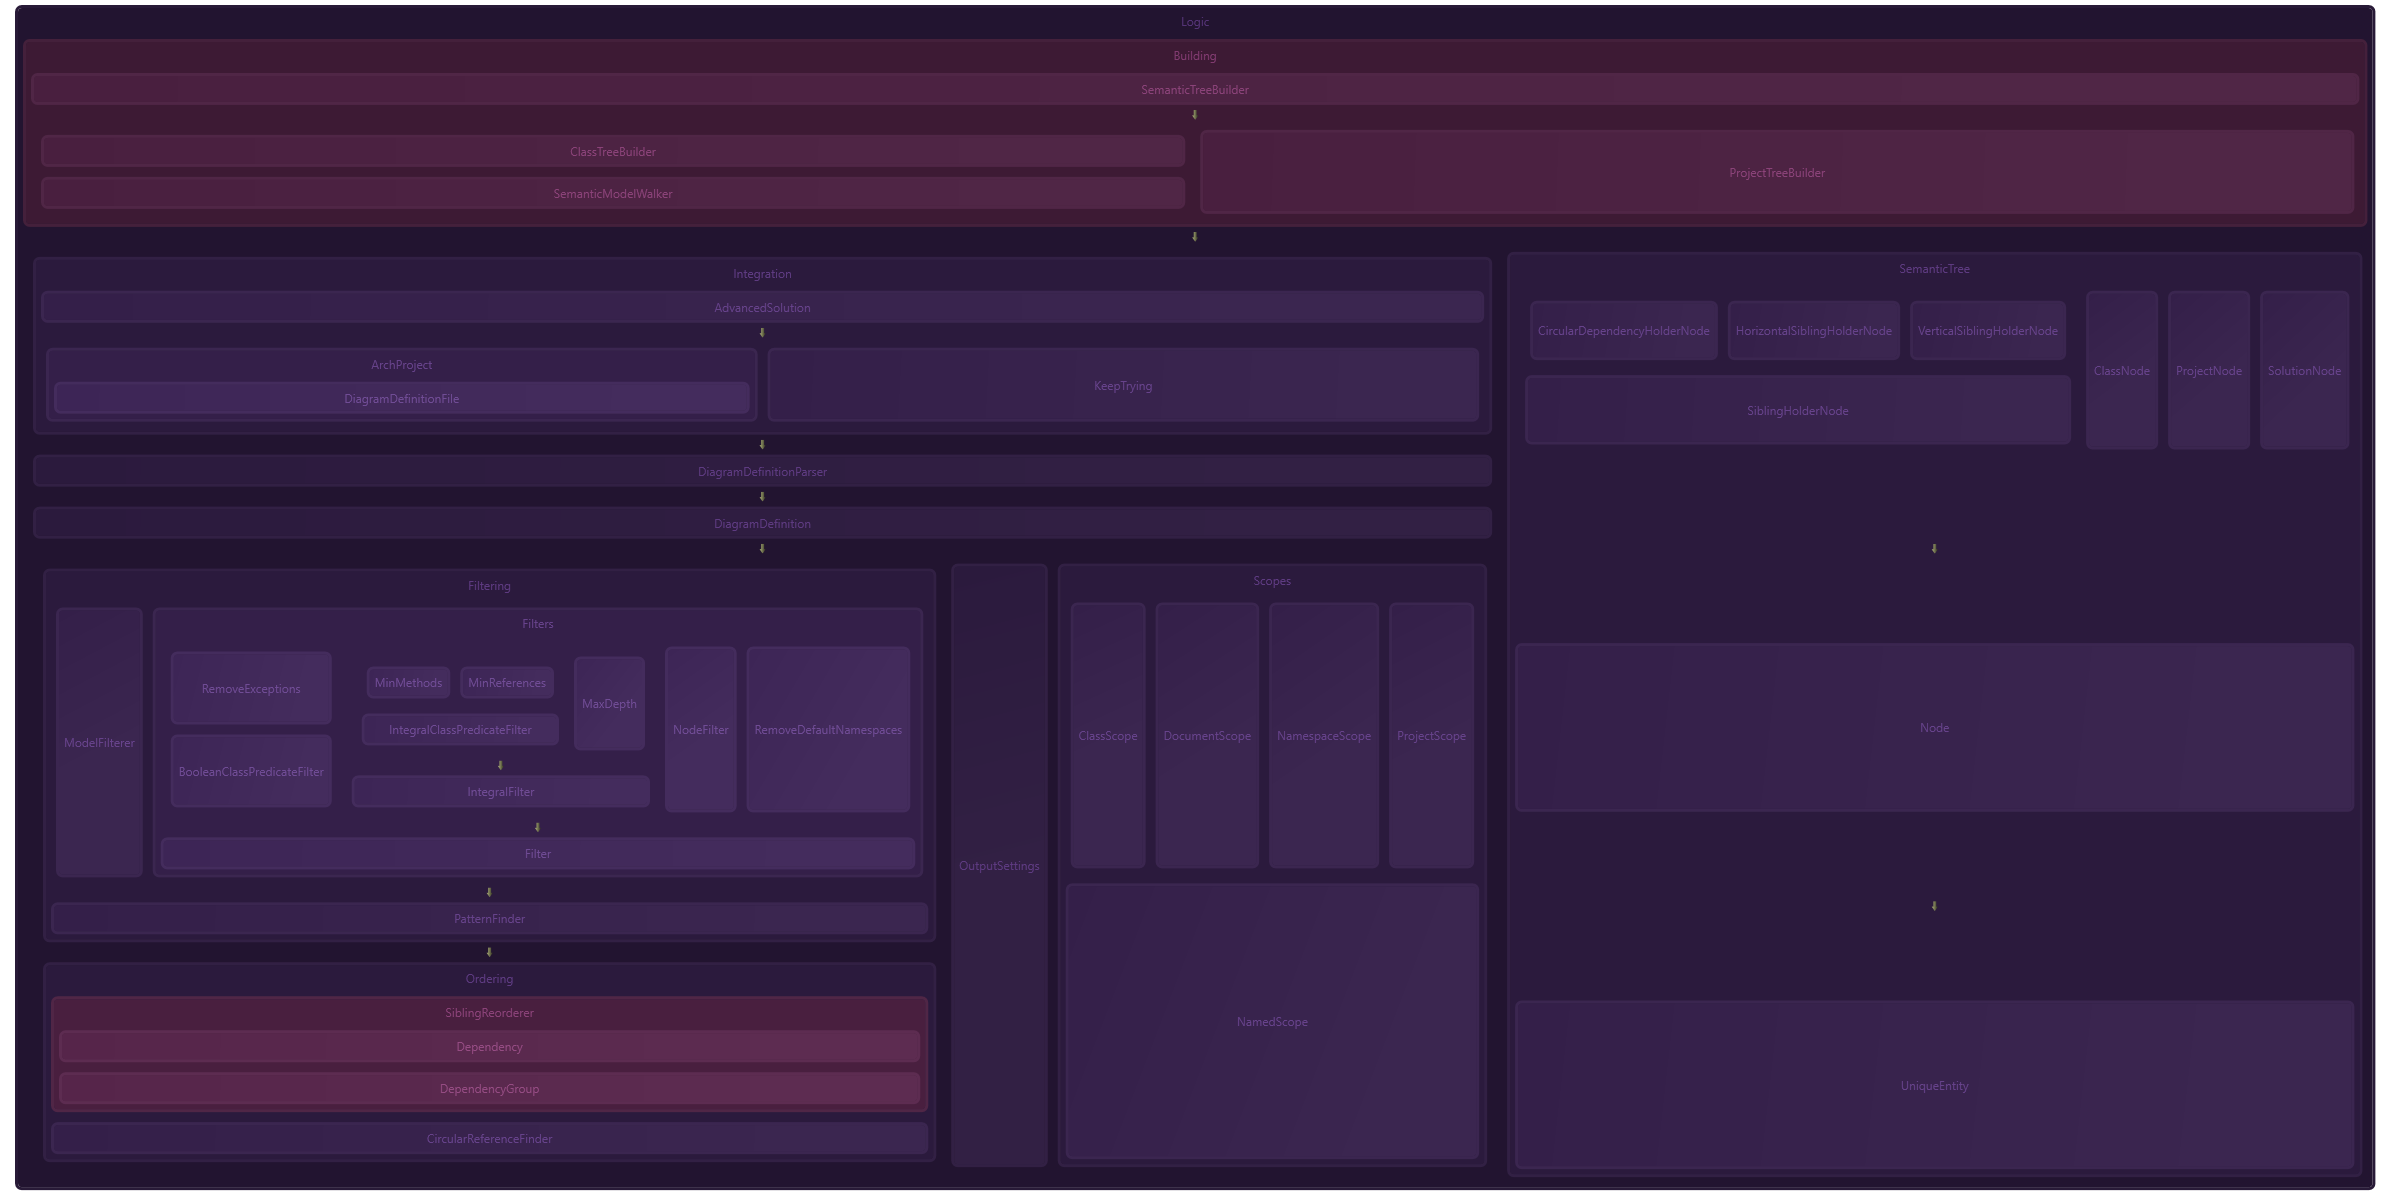 Logic
Building
SemanticTreeBuilder
ClassTreeBuilder
SemanticModelWalker
ProjectTreeBuilder
Integration
AdvancedSolution
ArchProject
DiagramDefinitionFile
KeepTrying
DiagramDefinitionParser
DiagramDefinition
Filtering
ModelFilterer
Filters
RemoveExceptions
BooleanClassPredicateFilter
MinMethods
MinReferences
IntegralClassPredicateFilter
MaxDepth
IntegralFilter
NodeFilter
RemoveDefaultNamespaces
Filter
PatternFinder
Ordering
SiblingReorderer
Dependency
DependencyGroup
CircularReferenceFinder
OutputSettings
Scopes
ClassScope
DocumentScope
NamespaceScope
ProjectScope
NamedScope
SemanticTree
CircularDependencyHolderNode
HorizontalSiblingHolderNode
VerticalSiblingHolderNode
SiblingHolderNode
ClassNode
ProjectNode
SolutionNode
Node
UniqueEntity